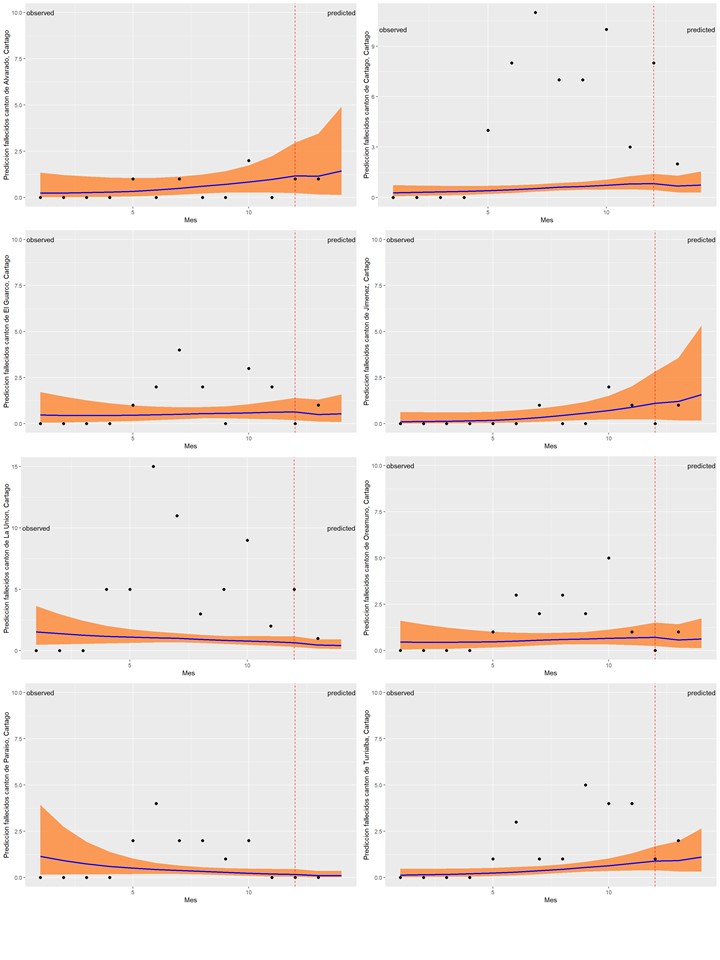 Prediccion fallecidos canton de Alvarado, Cartago
10.0
7.5
5.0
2.5
0.0
observed
predicted
5
10
Mes
Prediccion fallecidos canton de Cartago, Cartago
9
6
3
0
observed
predicted
5
10
Mes
Prediccion fallecidos canton de El Guarco, Cartago
10.0
7.5
5.0
2.5
0.0
observed
predicted
5
10
Mes
Prediccion fallecidos canton de Jimenez, Cartago
10.0
7.5
5.0
2.5
0.0
observed
predicted
5
10
Mes
Prediccion fallecidos canton de La Union, Cartago
15
10
5
0
observed
predicted
5
10
Mes
Prediccion fallecidos canton de Oreamuno, Cartago
10.0
7.5
5.0
2.5
0.0
observed
predicted
5
10
Mes
Prediccion fallecidos canton de Paraiso, Cartago
10.0
7.5
5.0
2.5
0.0
observed
predicted
5
10
Mes
Prediccion fallecidos canton de Turrialba, Cartago
10.0
7.5
5.0
2.5
0.0
observed
predicted
5
10
Mes